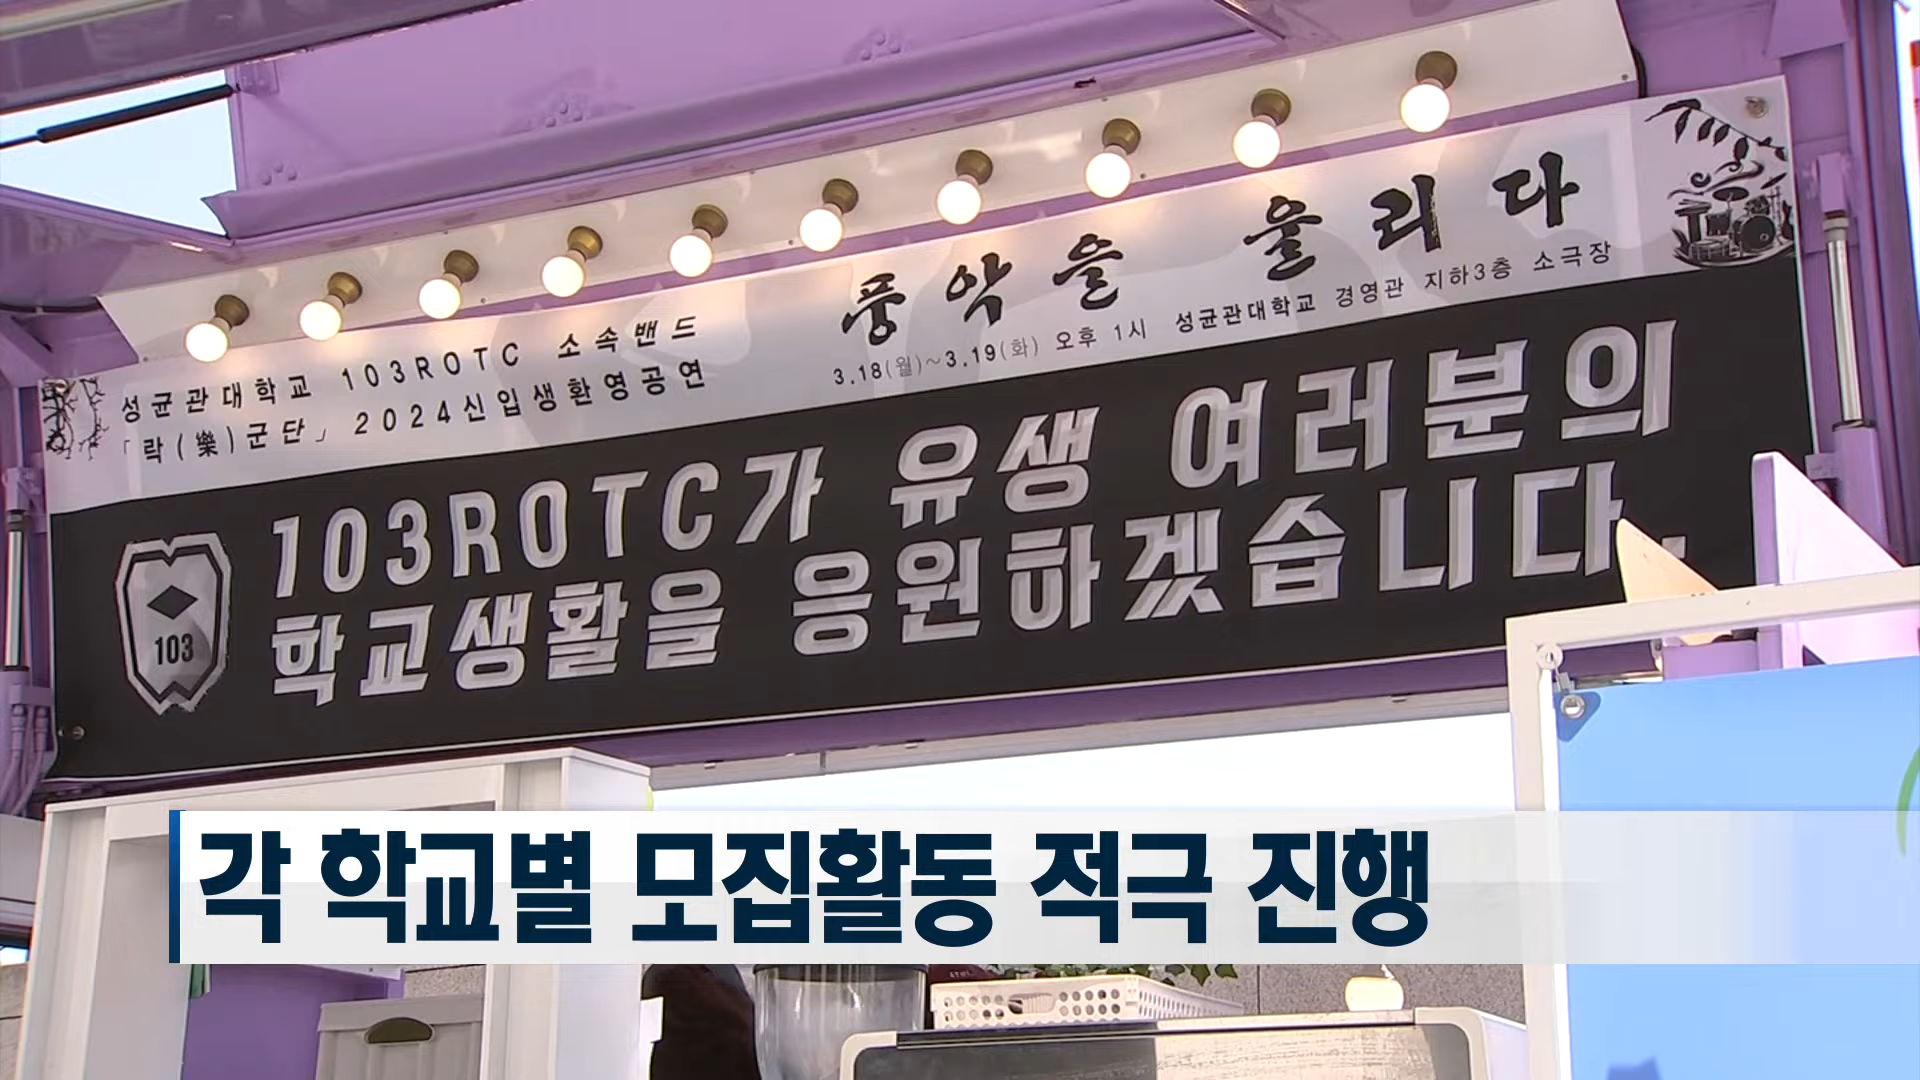 성균관대학교 103ROTC 소속밴드
「락(樂)군단」 2024신입생환영공연
풍악을 울리다
3.18(월)~3.19(화) 오후 1시 성균관대학교 경영관 지하3층 소극장
103ROTC가 유생 여러분의
학교생활을 응원하겠습니다.
103
각 학교별 모집활동 적극 진행